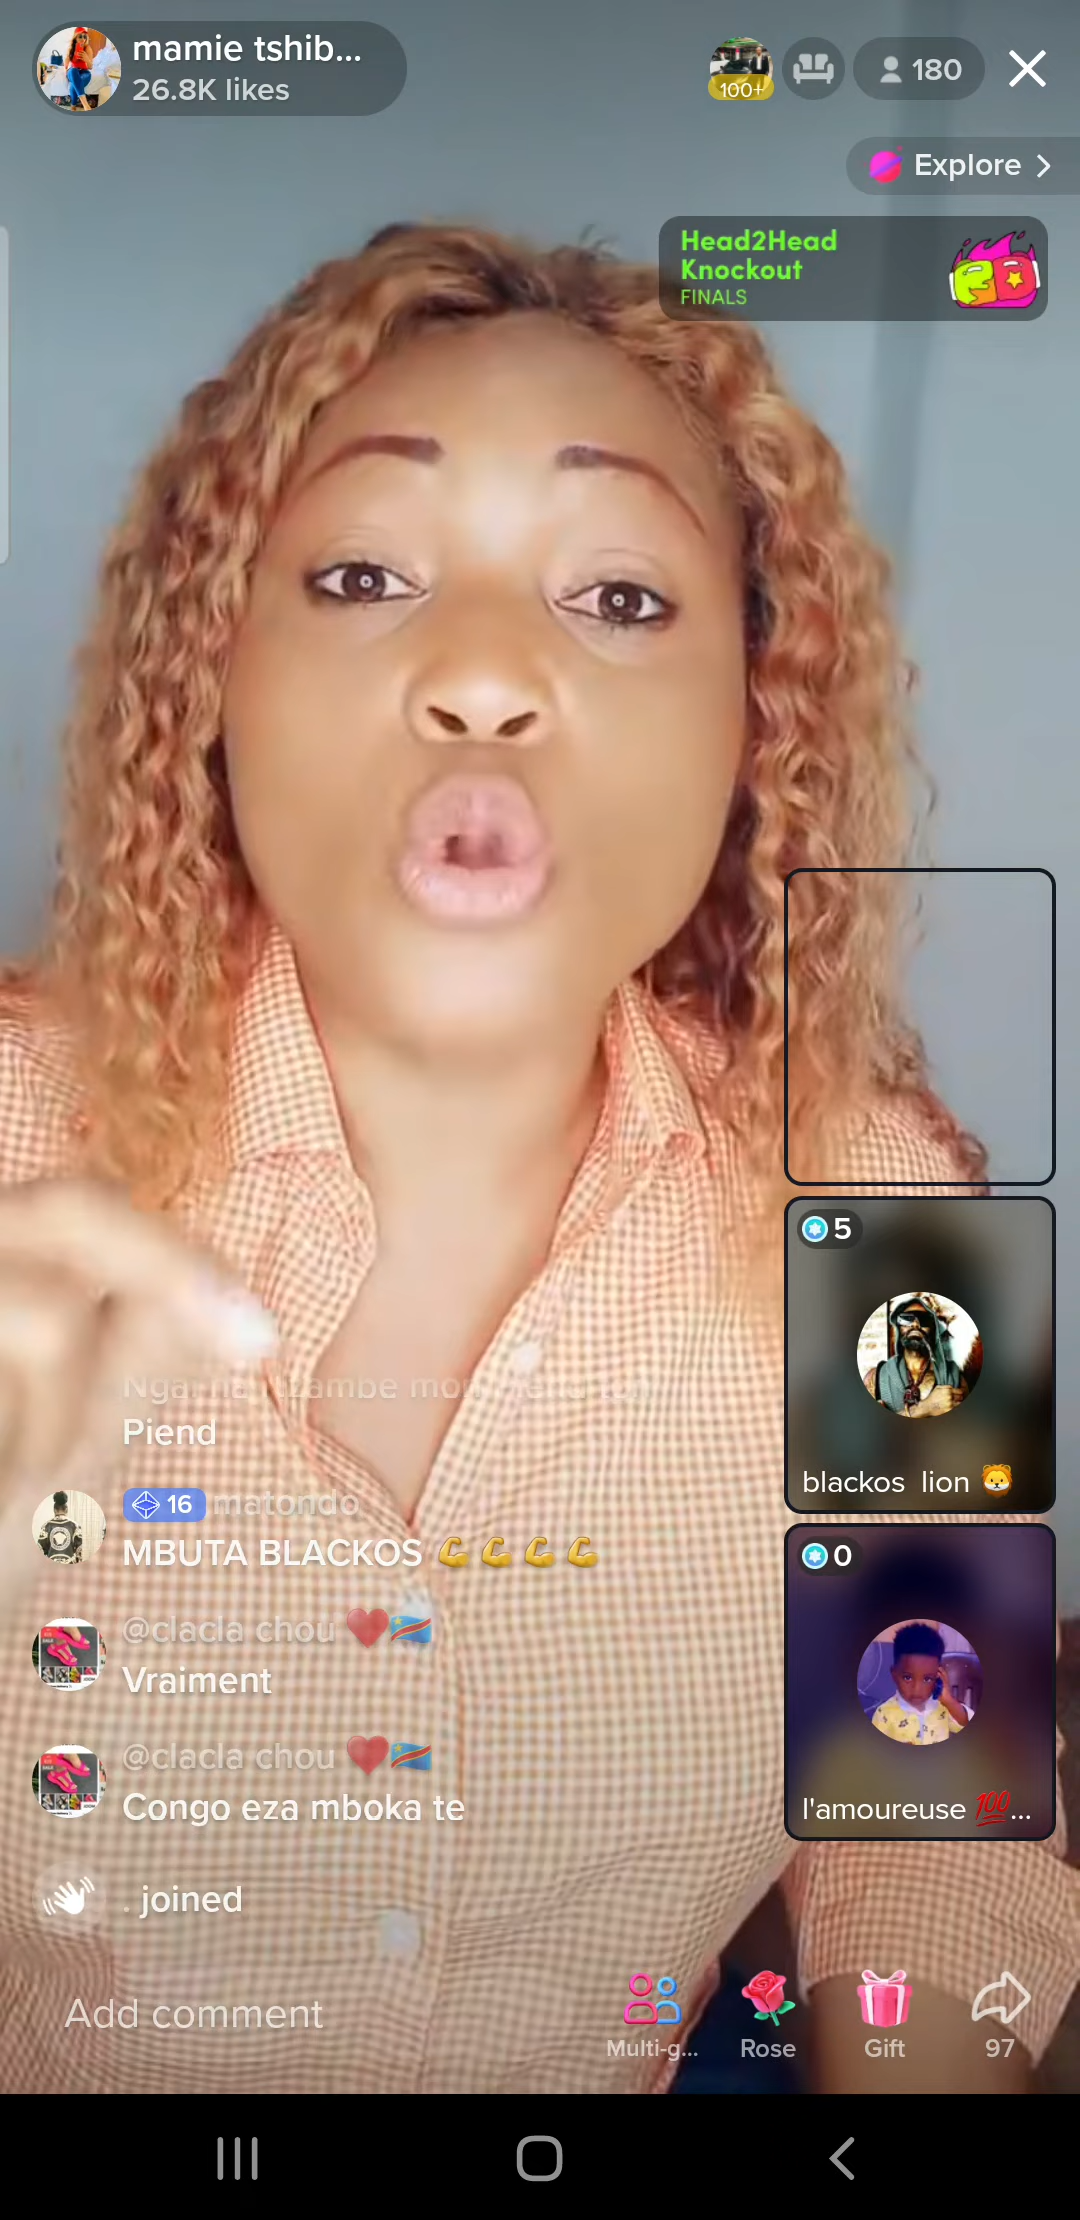 mamie tshib...
26.8K likes
100+
180
Explore
Head2Head
Knockout
FINALS
5
blackos lion 🦁
0
l'amoureuse 💯...
Piend
16 matondo
MBUTA BLACKOS 💪 💪 💪 💪
@clacla chou ❤️🇨🇩
Vraiment
@clacla chou ❤️🇨🇩
Congo eza mboka te
. joined
Add comment
Multi-g...
Rose
Gift
97